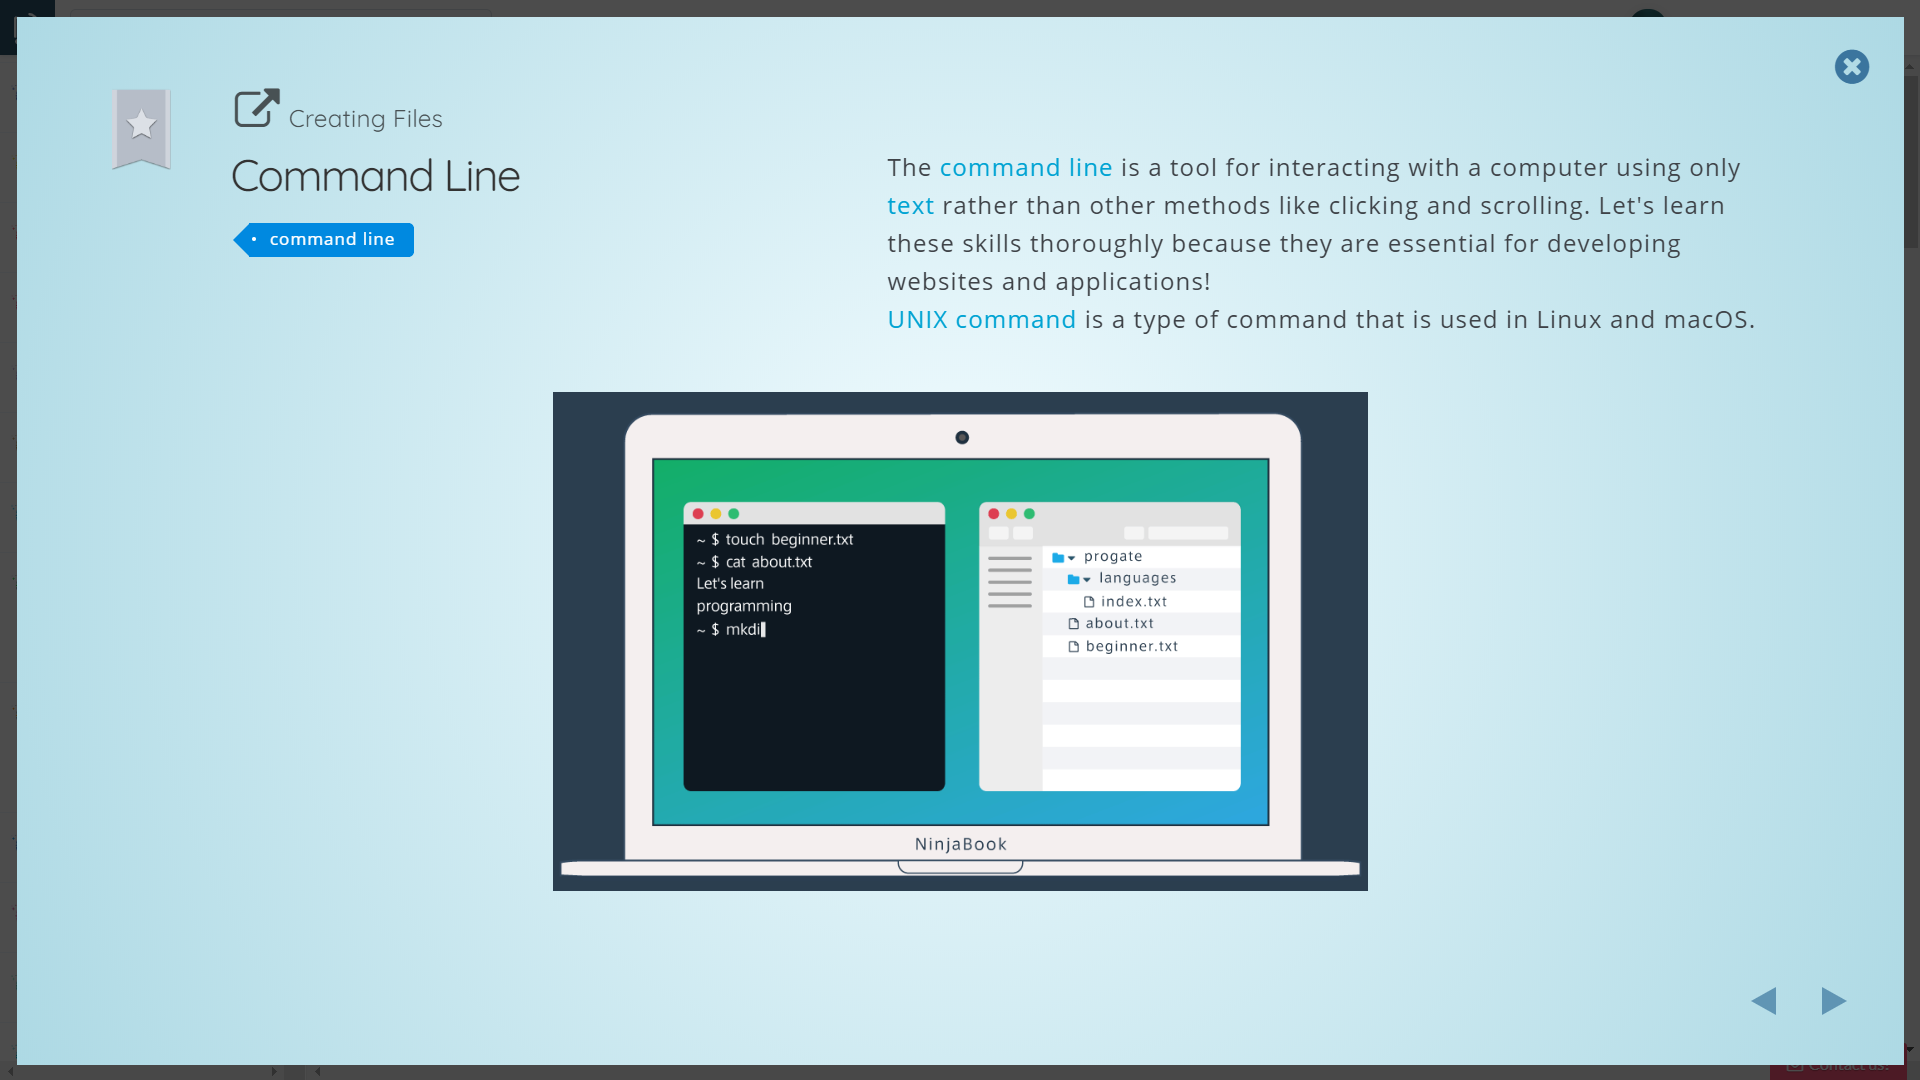 Creating Files
Command Line
• command line
The command line is a tool for interacting with a computer using only
text rather than other methods like clicking and scrolling. Let's learn
these skills thoroughly because they are essential for developing
websites and applications!
UNIX command is a type of command that is used in Linux and macOS.
~ $ touch beginner.txt
~ $ cat about.txt
Let's learn
programming
~ $ mkdi
progate
languages
index.txt
about.txt
beginner.txt
NinjaBook
Contact us!